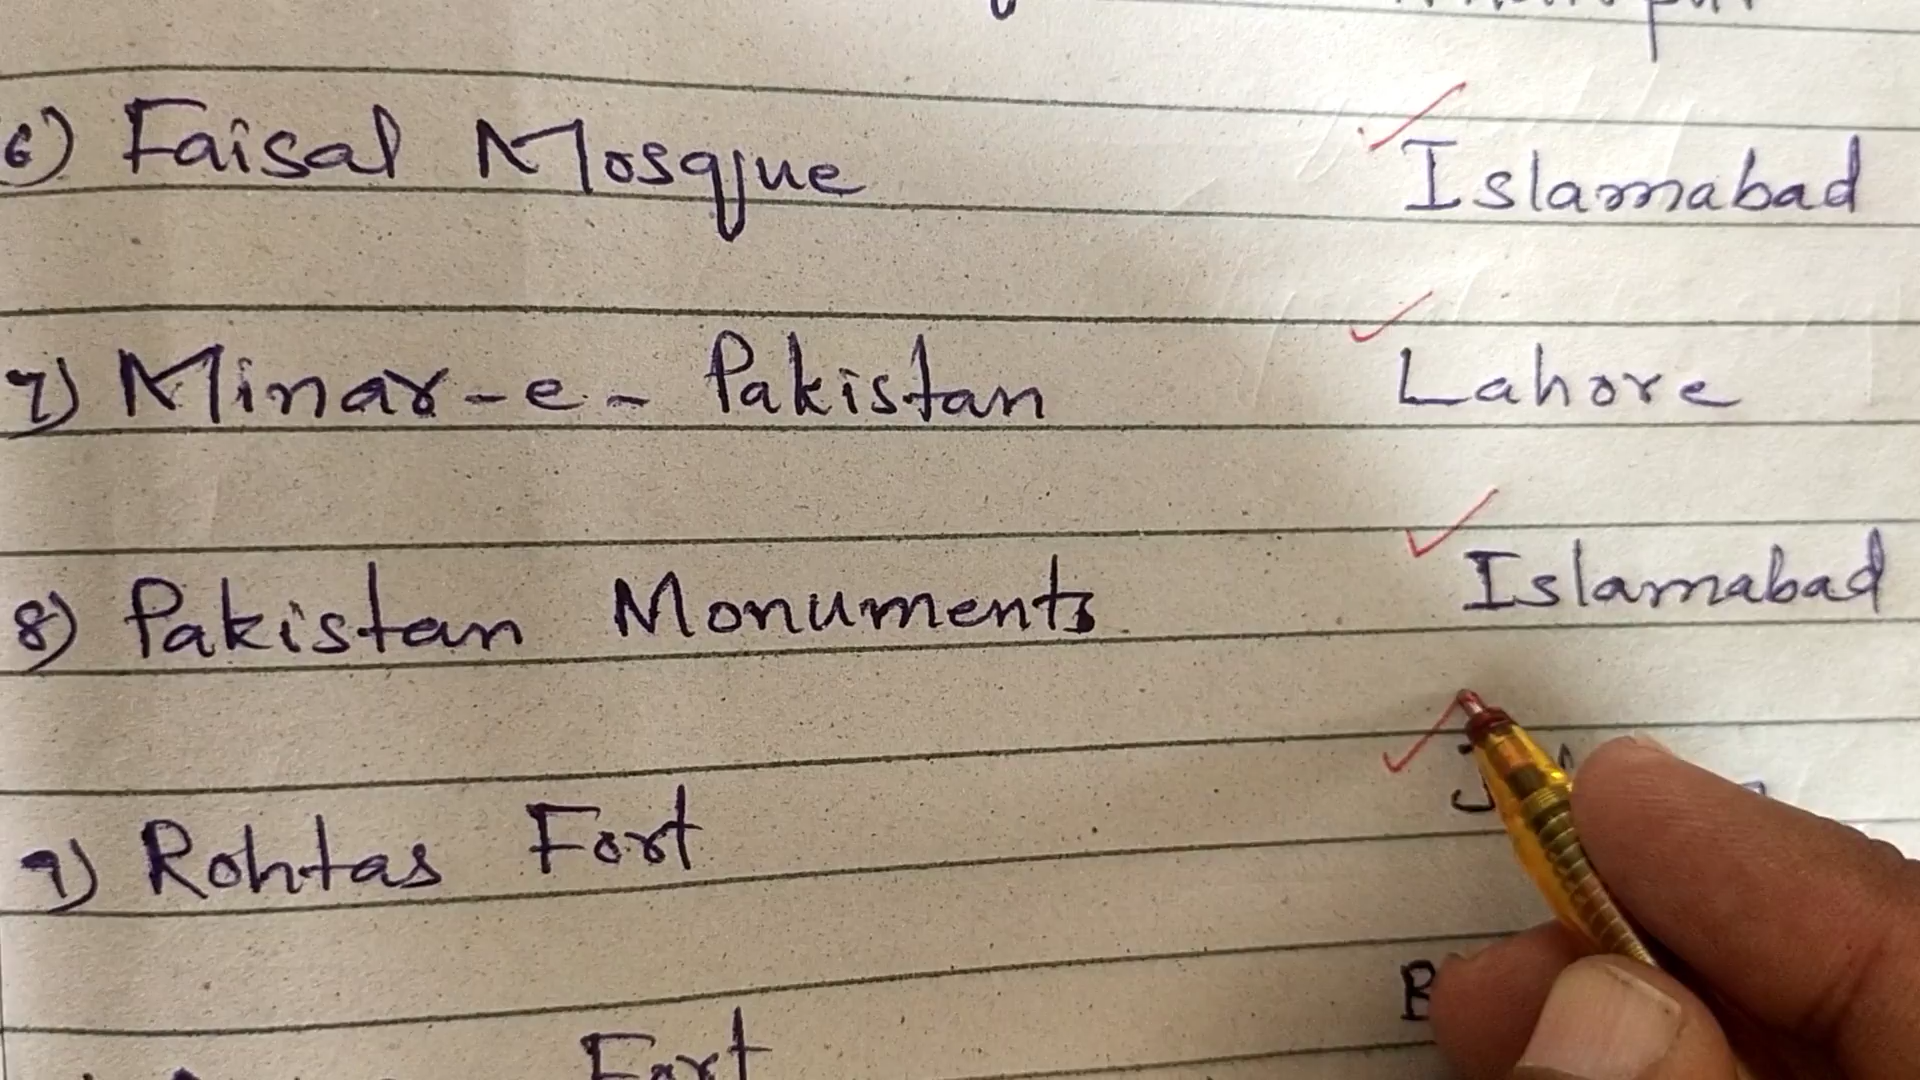 6) Faisal Mosque Islamabad
7) Minar-e-Pakistan Lahore
8) Pakistan Monuments Islamabad
9) Rohtas Fort
Fort